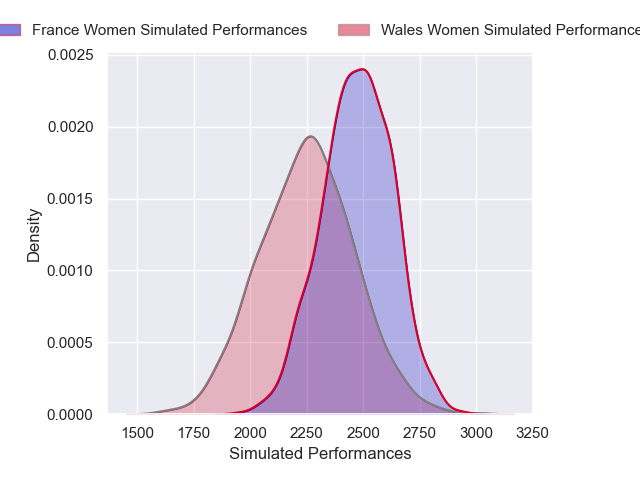 France Women Simulated Performances Wales Women Simulated Performance
0.0025
0.0020
0.0015
0.0010
0.0005
0.0000
Density
1500 1750 2000 2250 2500 2750 3000 3250
Simulated Performances